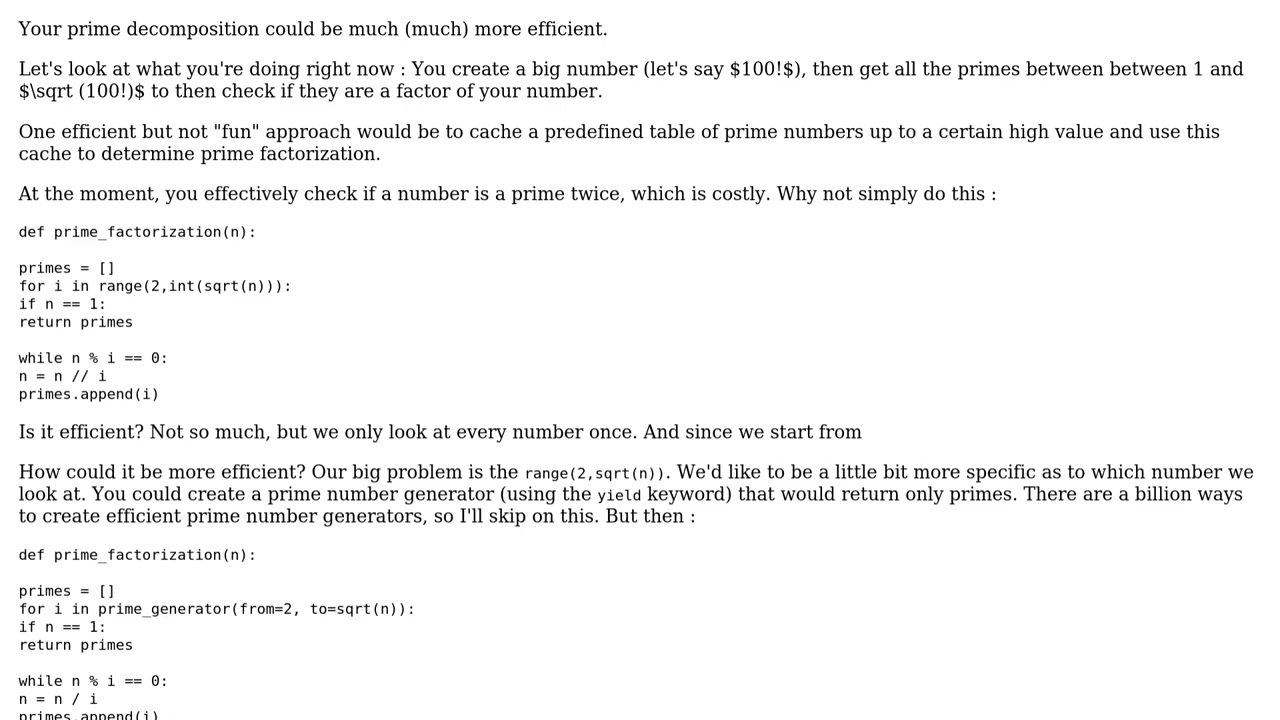 Your prime decomposition could be much (much) more efficient.
Let's look at what you're doing right now : You create a big number (let's say $100!$), then get all the primes between between 1 and
$\sqrt (100!)$ to then check if they are a factor of your number.
One efficient but not "fun" approach would be to cache a predefined table of prime numbers up to a certain high value and use this
cache to determine prime factorization.
At the moment, you effectively check if a number is a prime twice, which is costly. Why not simply do this :
def prime_factorization(n):
primes = []
for i in range(2,int(sqrt(n))):
if n == 1:
return primes
while n % i == 0:
n = n // i
primes.append(i)
Is it efficient? Not so much, but we only look at every number once. And since we start from
How could it be more efficient? Our big problem is the range(2,sqrt(n)). We'd like to be a little bit more specific as to which number we
look at. You could create a prime number generator (using the yield keyword) that would return only primes. There are a billion ways
to create efficient prime number generators, so I'll skip on this. But then :
def prime_factorization(n):
primes = []
for i in prime_generator(from=2, to=sqrt(n)):
if n == 1:
return primes
while n % i == 0:
n = n / i
primes.append(i)